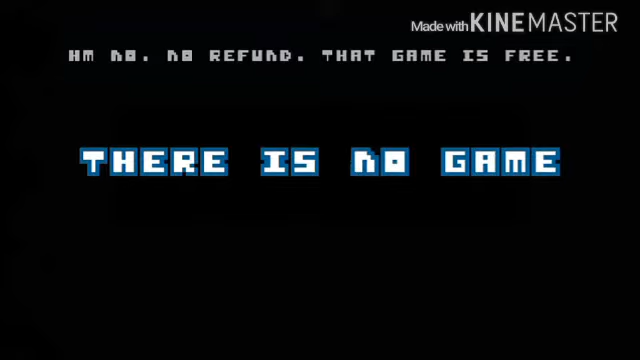 Made with KINEMASTER
HM NO. NO REFUND. THAT GAME IS FREE.
THERE IS NO GAME